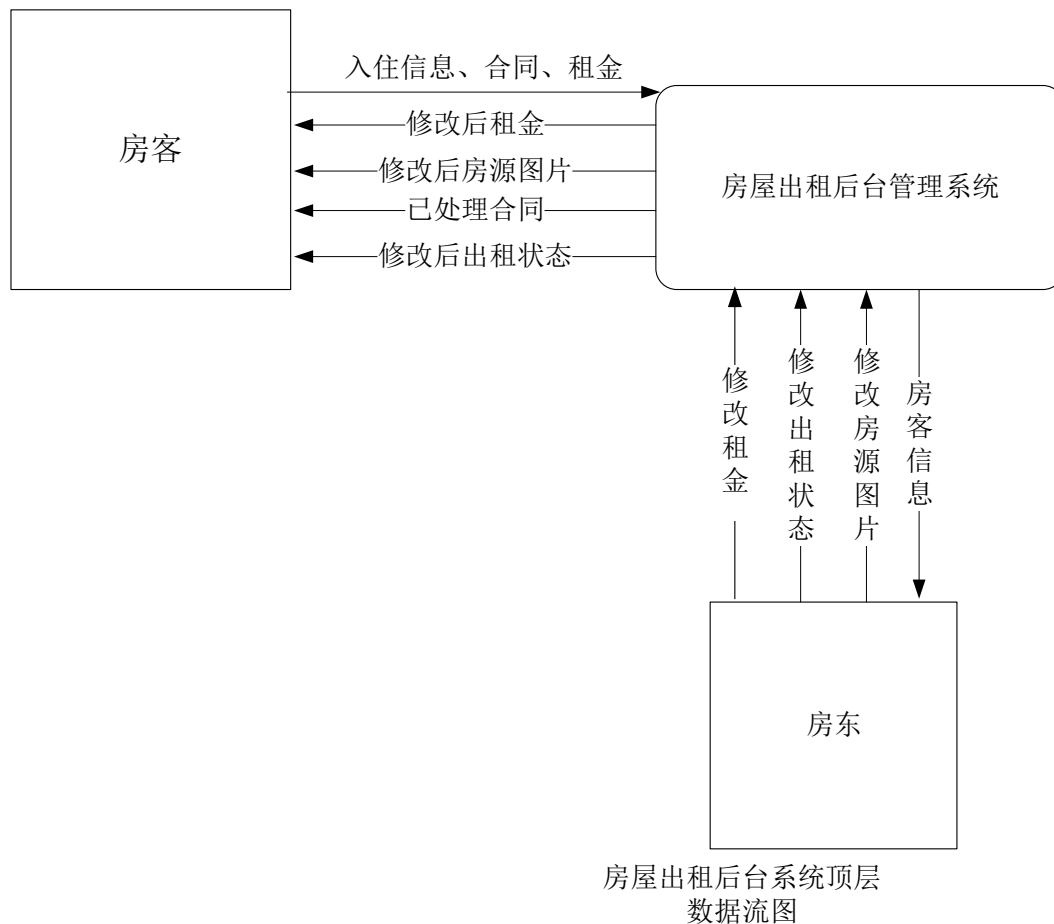 入住信息、合同、租金
房客
修改后租金
修改后房源图片
已处理合同
修改后出租状态
房屋出租后台管理系统
修改租金
修改出租状态
修改房源图片
房客信息
房东
房屋出租后台系统顶层
数据流图